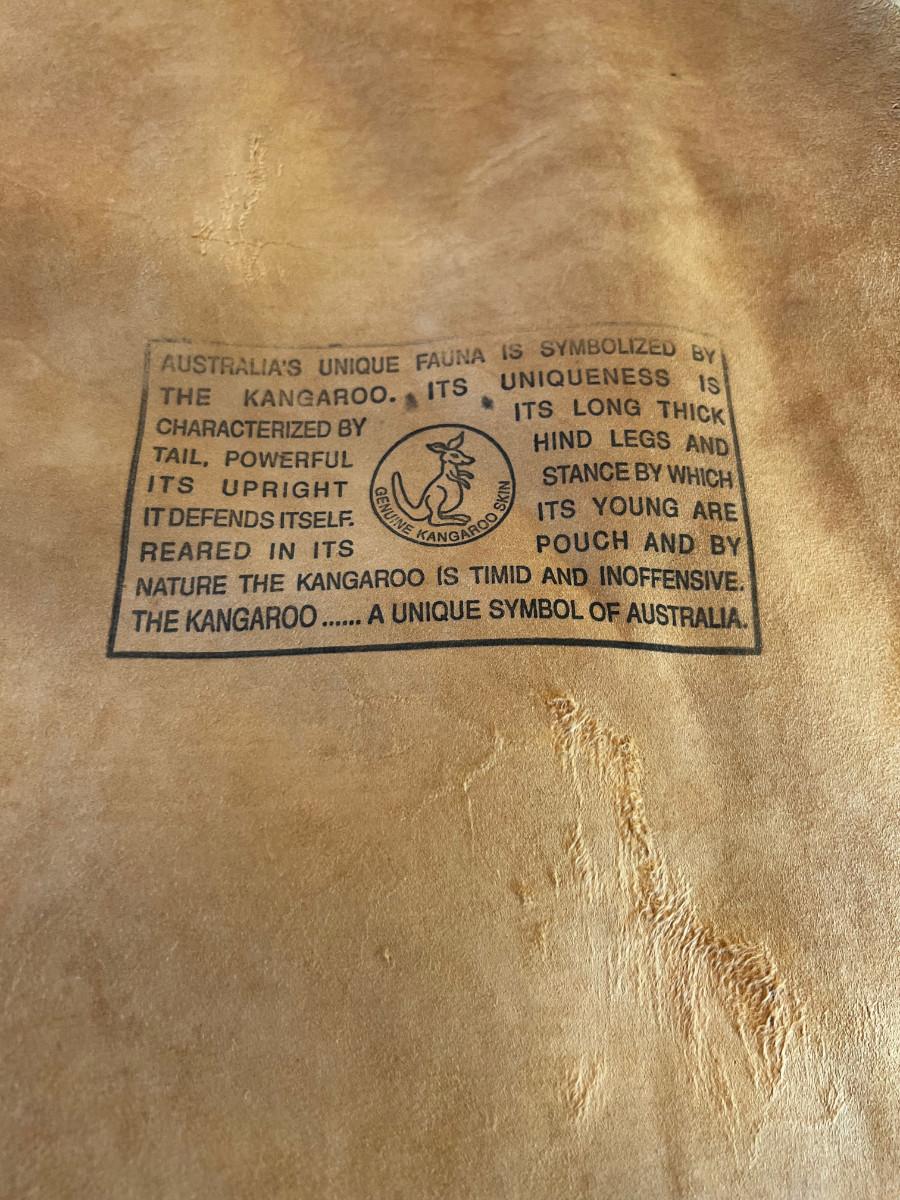 AUSTRALIA'S UNIQUE FAUNA IS SYMBOLIZED BY
THE KANGAROO. ITS UNIQUENESS IS
CHARACTERIZED BY ITS LONG THICK
TAIL, POWERFUL HIND LEGS AND
ITS UPRIGHT STANCE BY WHICH
IT DEFENDS ITSELF. ITS YOUNG ARE
REARED IN ITS POUCH AND BY
NATURE THE KANGAROO IS TIMID AND INOFFENSIVE.
THE KANGAROO ...... A UNIQUE SYMBOL OF AUSTRALIA.
GENUINE KANGAROO SKIN